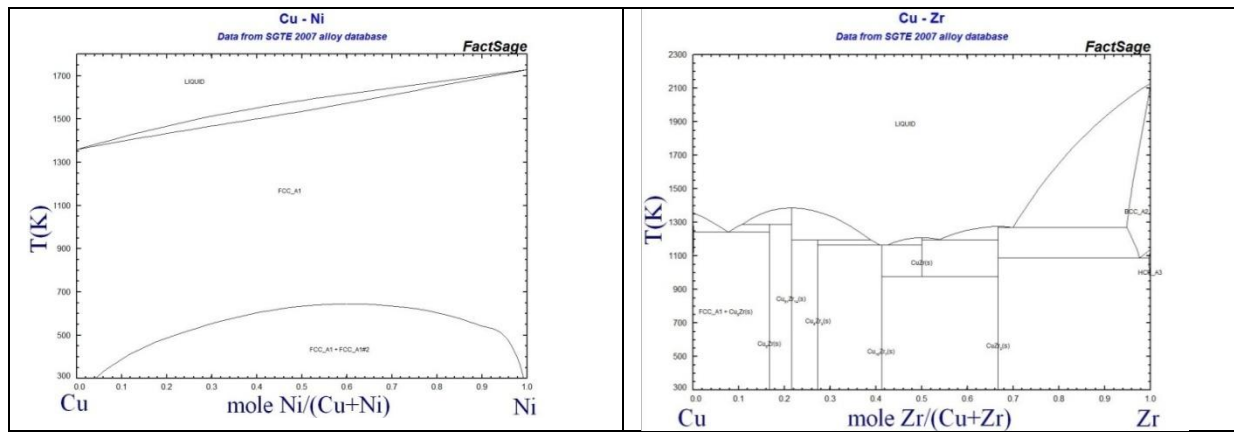 Cu - Ni
Data from SGTE 2007 alloy database
FactSage
1700
1500
1300
1100
900
700
500
300
T(K)
LIQUID
FCC_A1
FCC_A1 + FCC_A1#2
0.0 0.1 0.2 0.3 0.4 0.5 0.6 0.7 0.8 0.9 1.0
Cu mole Ni/(Cu+Ni) Ni
Cu - Zr
Data from SGTE 2007 alloy database
FactSage
2300
2100
1900
1700
1500
1300
1100
900
700
500
300
T(K)
LIQUID
BCC_A2
HCP_A3
CuZr(s)
FCC_A1 + Cu₅Zr(s)
Cu₅Zr(s)
CuZr₂(s)
0.0 0.1 0.2 0.3 0.4 0.5 0.6 0.7 0.8 0.9 1.0
Cu mole Zr/(Cu+Zr) Zr